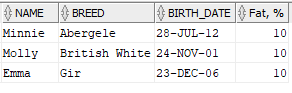 NAME BREED BIRTH_DATE Fat, %
Minnie Abergele 28-JUL-12 10
Molly British White 24-NOV-01 10
Emma Gir 23-DEC-06 10